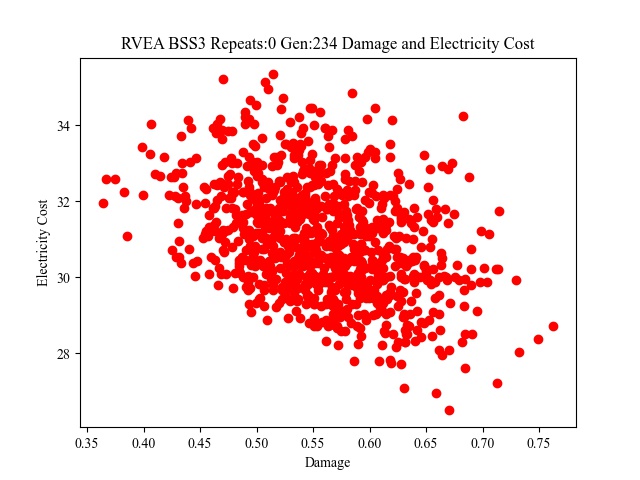 RVEA BSS3 Repeats:0 Gen:234 Damage and Electricity Cost
34
32
30
28
Electricity Cost
0.35 0.40 0.45 0.50 0.55 0.60 0.65 0.70 0.75
Damage